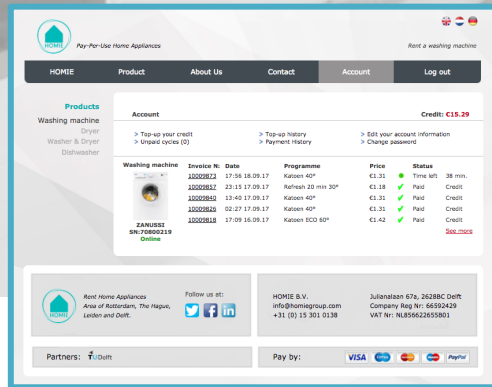 HOMIE
Pay-Per-Use Home Appliances
Rent a washing machine
HOMIE Product About Us Contact Account Log out
Products
Washing machine
Dryer
Washer & Dryer
Dishwasher
Account Credit: €15.29
> Top-up your credit > Top-up history > Edit your account information
> Unpaid cycles (0) > Payment History > Change password
Washing machine Invoice N: Date Programme Price Status
10009873 17:56 18.09.17 Katoen 40° €1.31 Time left 38 min.
10009857 23:15 17.09.17 Refresh 20 min 30° €1.18 Paid Credit
10009840 13:40 17.09.17 Katoen 40° €1.31 Paid Credit
10009826 02:27 17.09.17 Katoen 40° €1.31 Paid Credit
10009818 17:09 16.09.17 Katoen ECO 60° €1.42 Paid Credit
ZANUSSI
SN:70800219
Online
See more
HOMIE
Rent Home Appliances
Area of Rotterdam, The Hague,
Leiden and Delft.
Follow us at:
HOMIE B.V.
info@homiegroup.com
+31 (0) 15 301 0138
Julianalaan 67a, 2628BC Delft
Company Reg Nr: 66592429
VAT Nr: NL856622655B01
Partners: TUDelft
Pay by: VISA PayPal